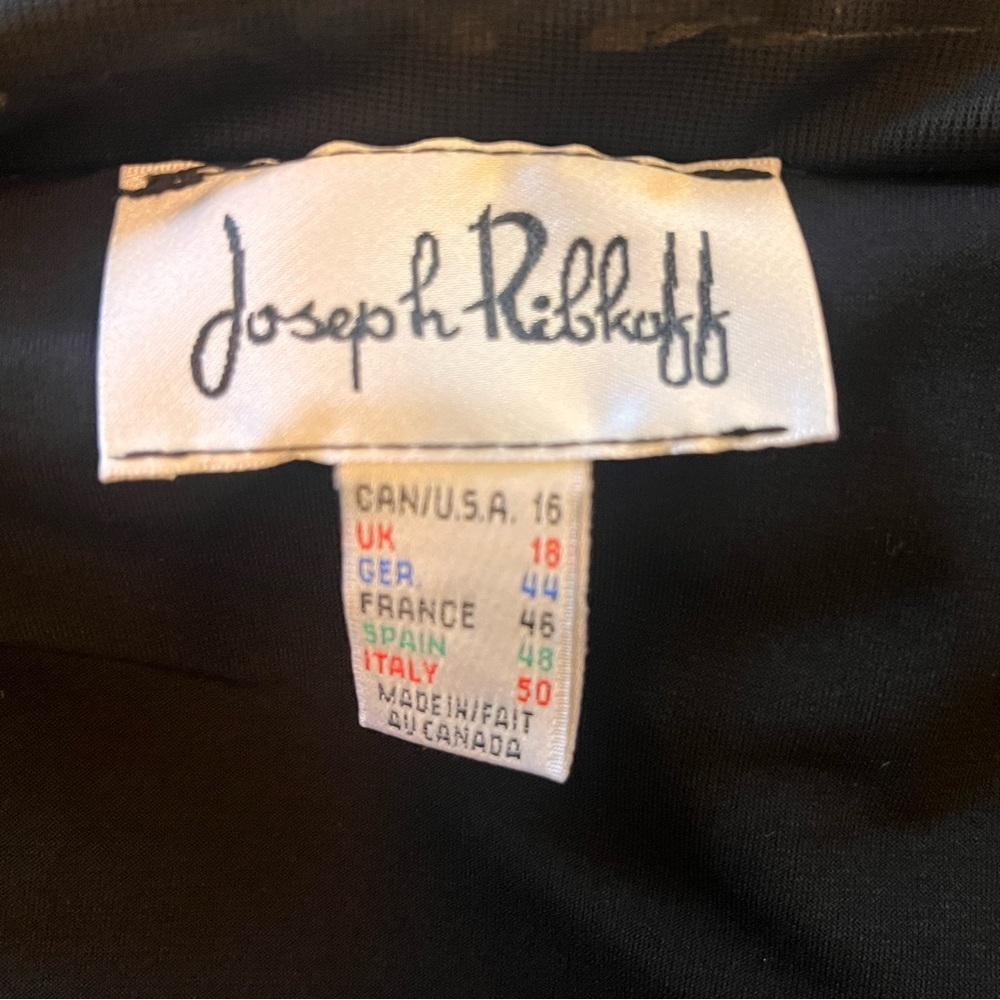 Joseph Ribkoff
CAN/U.S.A. 16
UK 18
GER. 44
FRANCE 46
SPAIN 48
ITALY 50
MADE IN/FAIT
AU CANADA